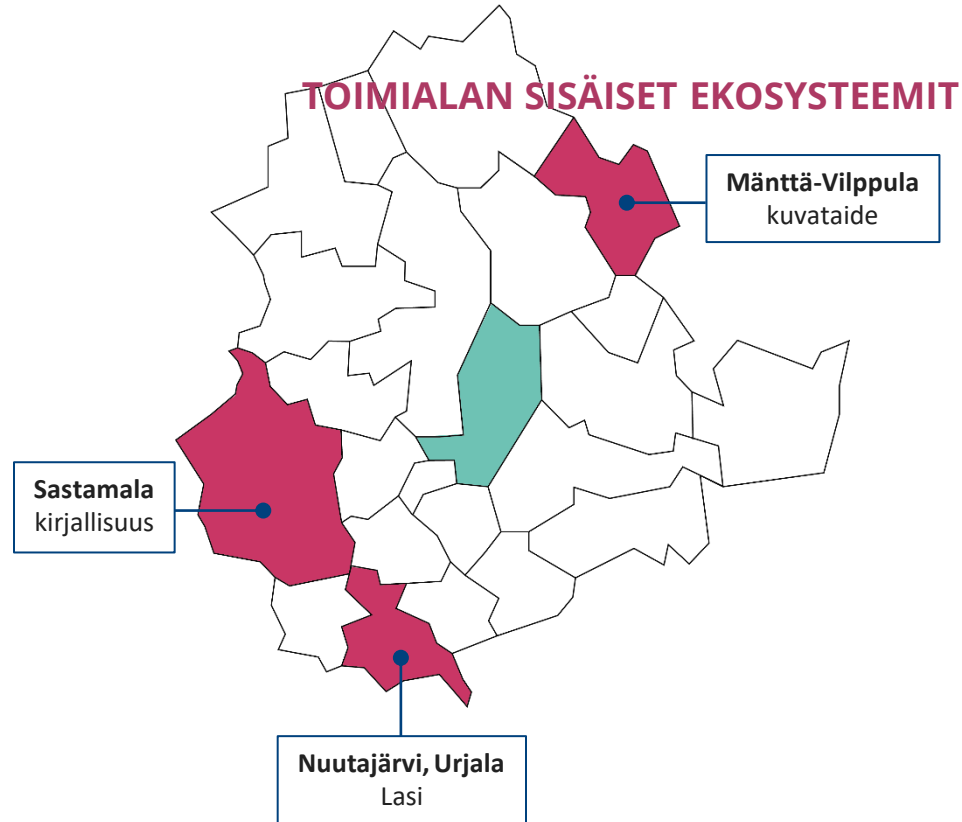 TOIMIALAN SISÄISET EKOSYSTEEMIT
Mänttä-Vilppula
kuvataide
Sastamala
kirjallisuus
Nuutajärvi, Urjala
Lasi